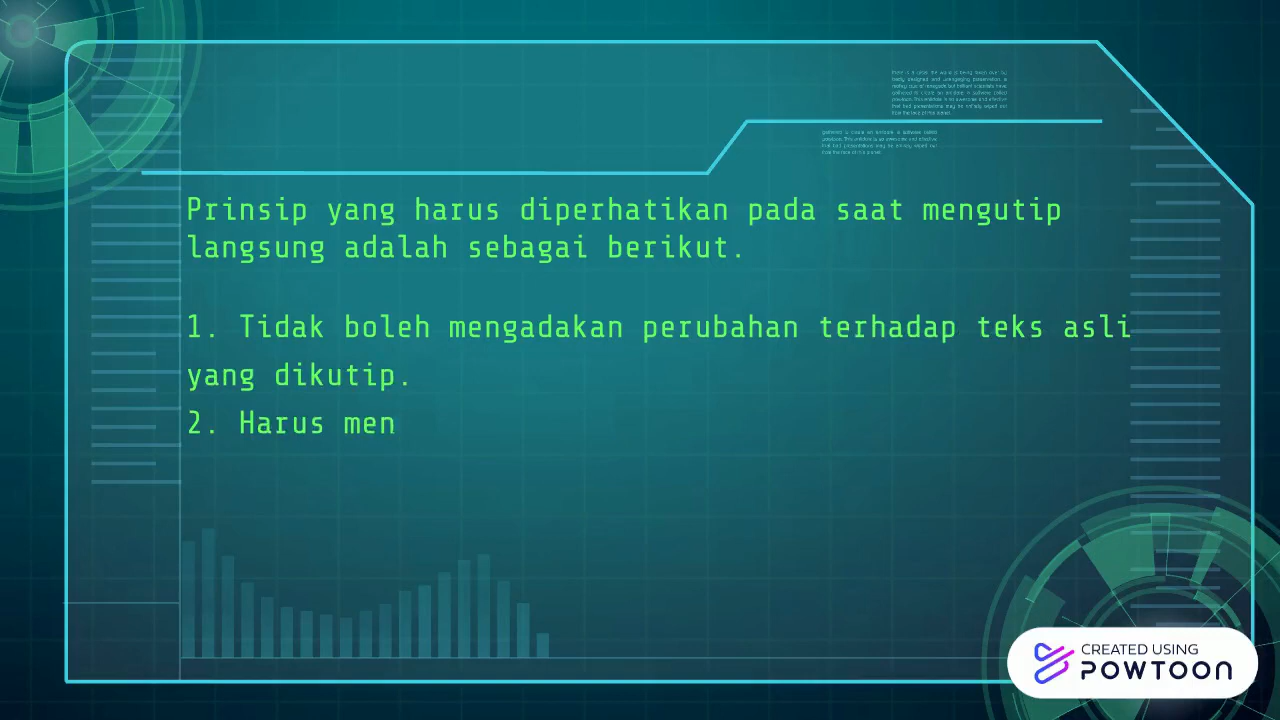 Prinsip yang harus diperhatikan pada saat mengutip
langsung adalah sebagai berikut.
1. Tidak boleh mengadakan perubahan terhadap teks asli
yang dikutip.
2. Harus men
CREATED USING
POWTOON